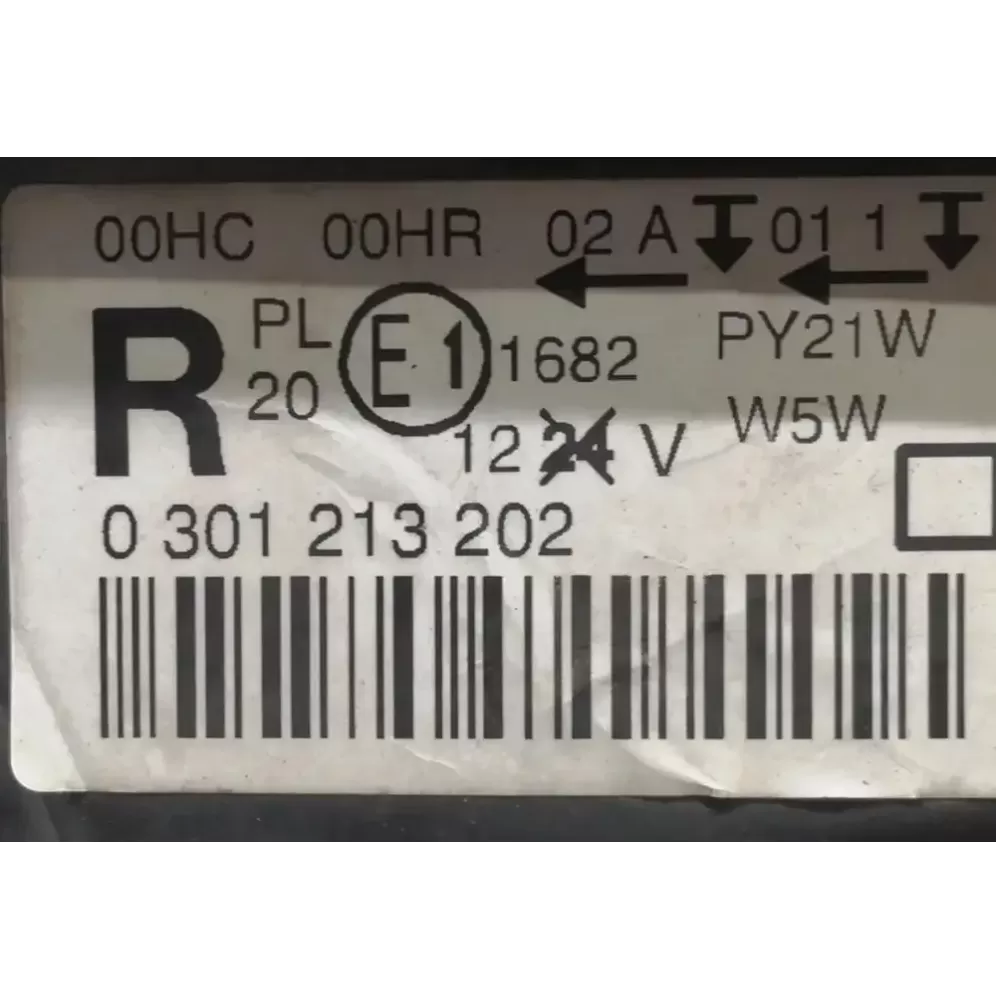 00HC 00HR 02 A 01 1
R PL E1 1682 PY21W
20 12 24 V W5W
0 301 213 202